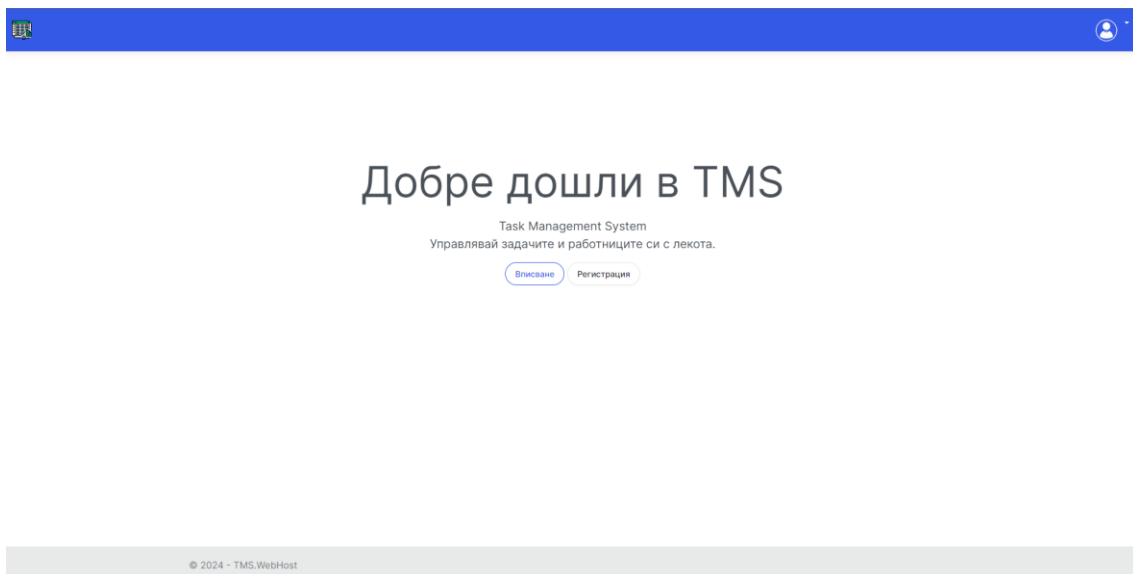 Добре дошли в TMS
Task Management System
Управлявай задачите и работниците си с лекота.
Вписване Регистрация
© 2024 - TMS.WebHost